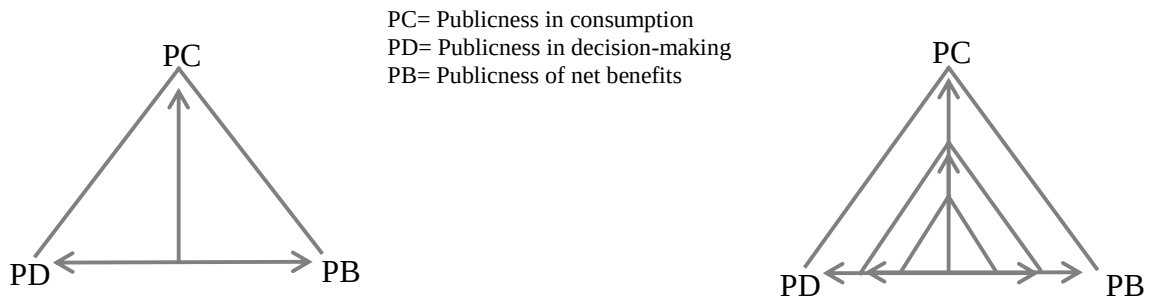 PC= Publicness in consumption
PD= Publicness in decision-making
PB= Publicness of net benefits
PC
PD
PB
PC
PD
PB